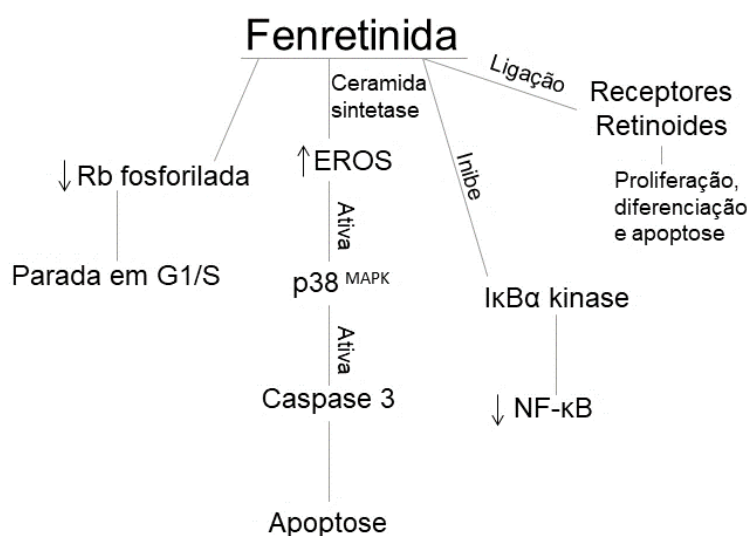 Fenretinida
Ceramida
sintetase
Ligação
Receptores
Retinoides
↓ Rb fosforilada
↑ EROS
Inibe
Proliferação,
diferenciação
e apoptose
Ativa
Parada em G1/S
p38 MAPK
IκBα kinase
Ativa
Caspase 3
↓ NF-κB
Apoptose